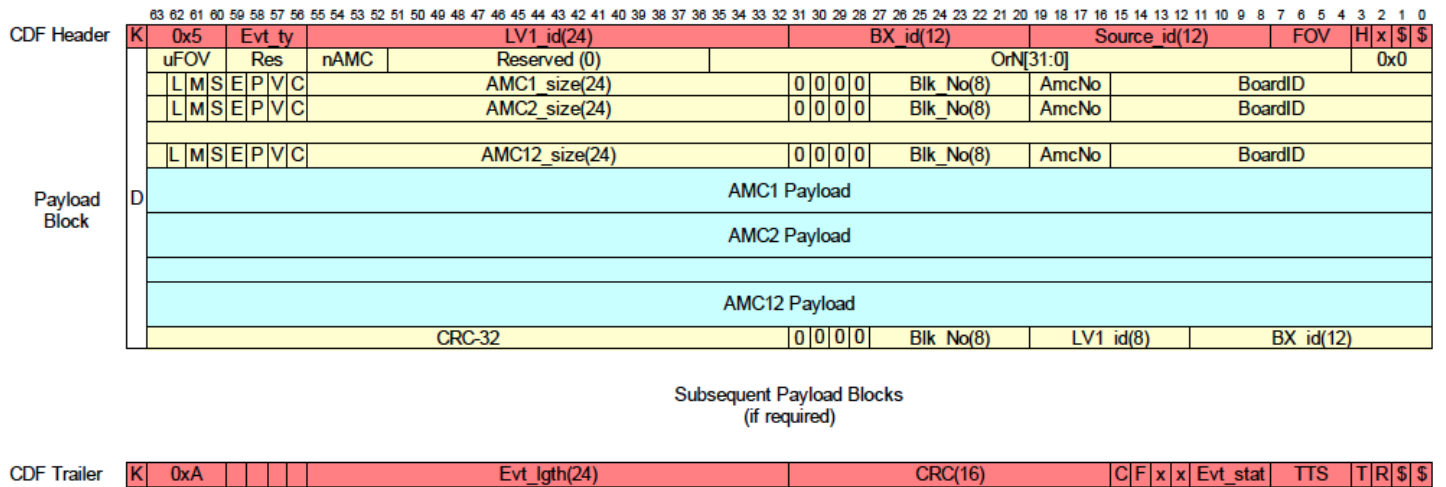 63 62 61 60 59 58 57 56 55 54 53 52 51 50 49 48 47 46 45 44 43 42 41 40 39 38 37 36 35 34 33 32 31 30 29 28 27 26 25 24 23 22 21 20 19 18 17 16 15 14 13 12 11 10 9 8 7 6 5 4 3 2 1 0
CDF Header K 0x5 Evt_ty LV1_id(24) BX_id(12) Source_id(12) FOV H x $ $
uFOV Res nAMC Reserved (0) OrN[31:0] 0x0
L M S E P V C AMC1_size(24) 0 0 0 0 Blk_No(8) AmcNo BoardID
L M S E P V C AMC2_size(24) 0 0 0 0 Blk_No(8) AmcNo BoardID
L M S E P V C AMC12_size(24) 0 0 0 0 Blk_No(8) AmcNo BoardID
Payload Block D
AMC1 Payload
AMC2 Payload
AMC12 Payload
CRC-32 0 0 0 0 Blk_No(8) LV1_id(8) BX_id(12)
Subsequent Payload Blocks
(if required)
CDF Trailer K 0xA Evt_lgth(24) CRC(16) C F x x Evt_stat TTS T R $ $